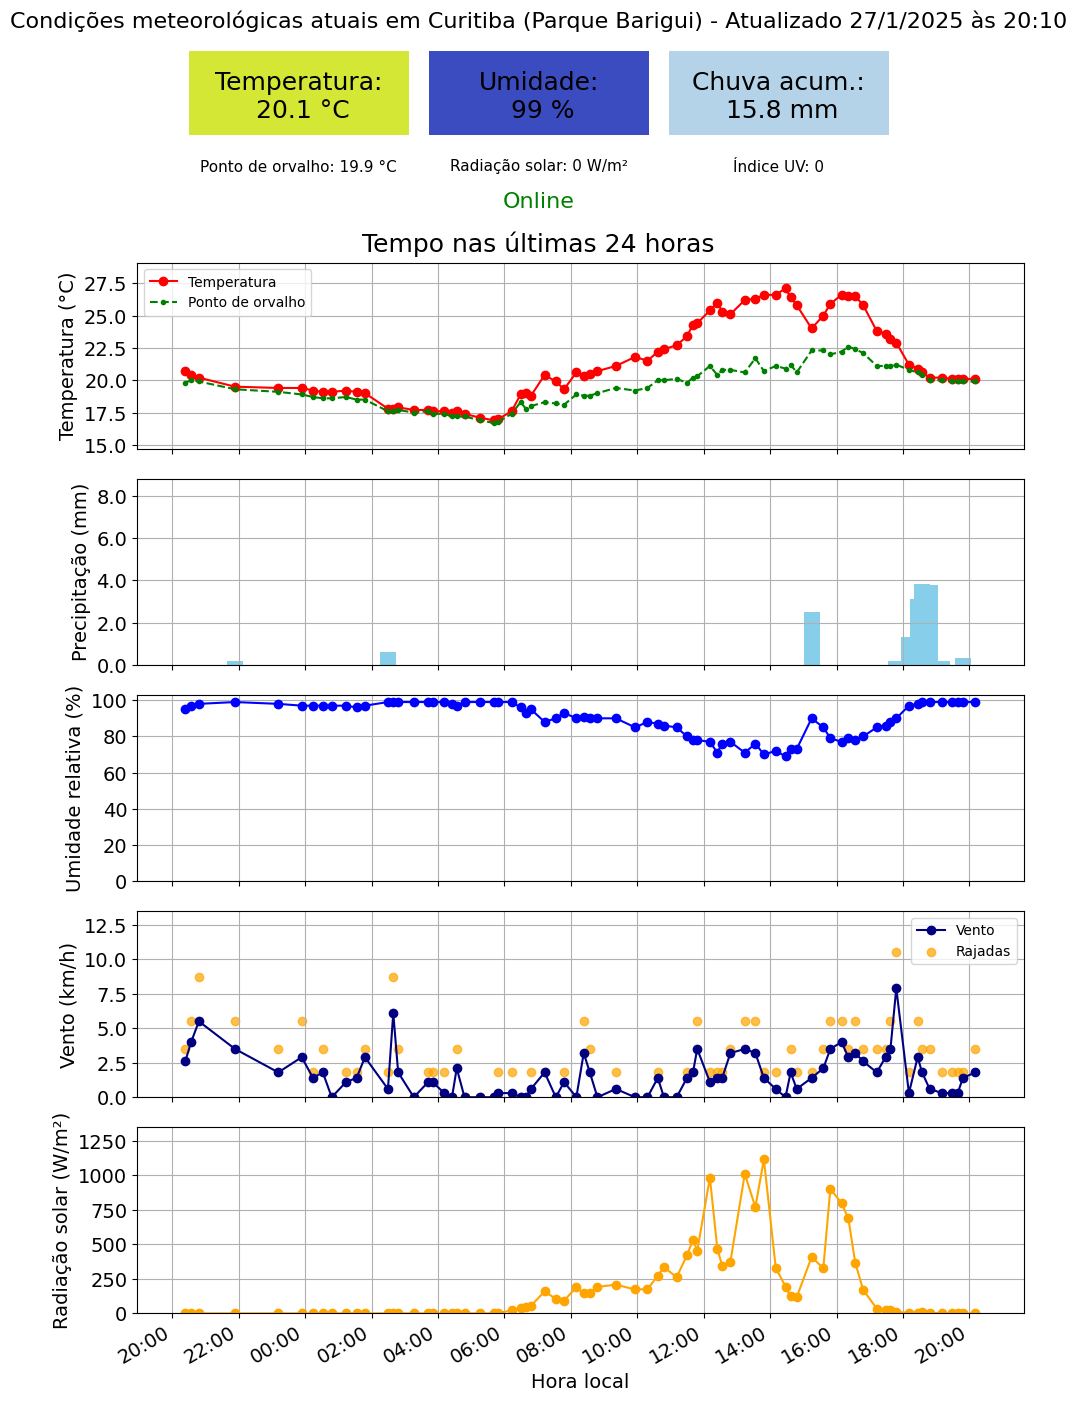 Condições meteorológicas atuais em Curitiba (Parque Barigui) - Atualizado 27/1/2025 às 20:10
Temperatura:
20.1 °C
Umidade:
99 %
Chuva acum.:
15.8 mm
Ponto de orvalho: 19.9 °C
Radiação solar: 0 W/m²
Índice UV: 0
Online
Tempo nas últimas 24 horas
Temperatura (°C)
27.5
25.0
22.5
20.0
17.5
15.0
Temperatura
Ponto de orvalho
Precipitação (mm)
8.0
6.0
4.0
2.0
0.0
Umidade relativa (%)
100
80
60
40
20
0
Vento (km/h)
12.5
10.0
7.5
5.0
2.5
0.0
Vento
Rajadas
Radiação solar (W/m²)
1250
1000
750
500
250
0
20:00 22:00 00:00 02:00 04:00 06:00 08:00 10:00 12:00 14:00 16:00 18:00 20:00
Hora local